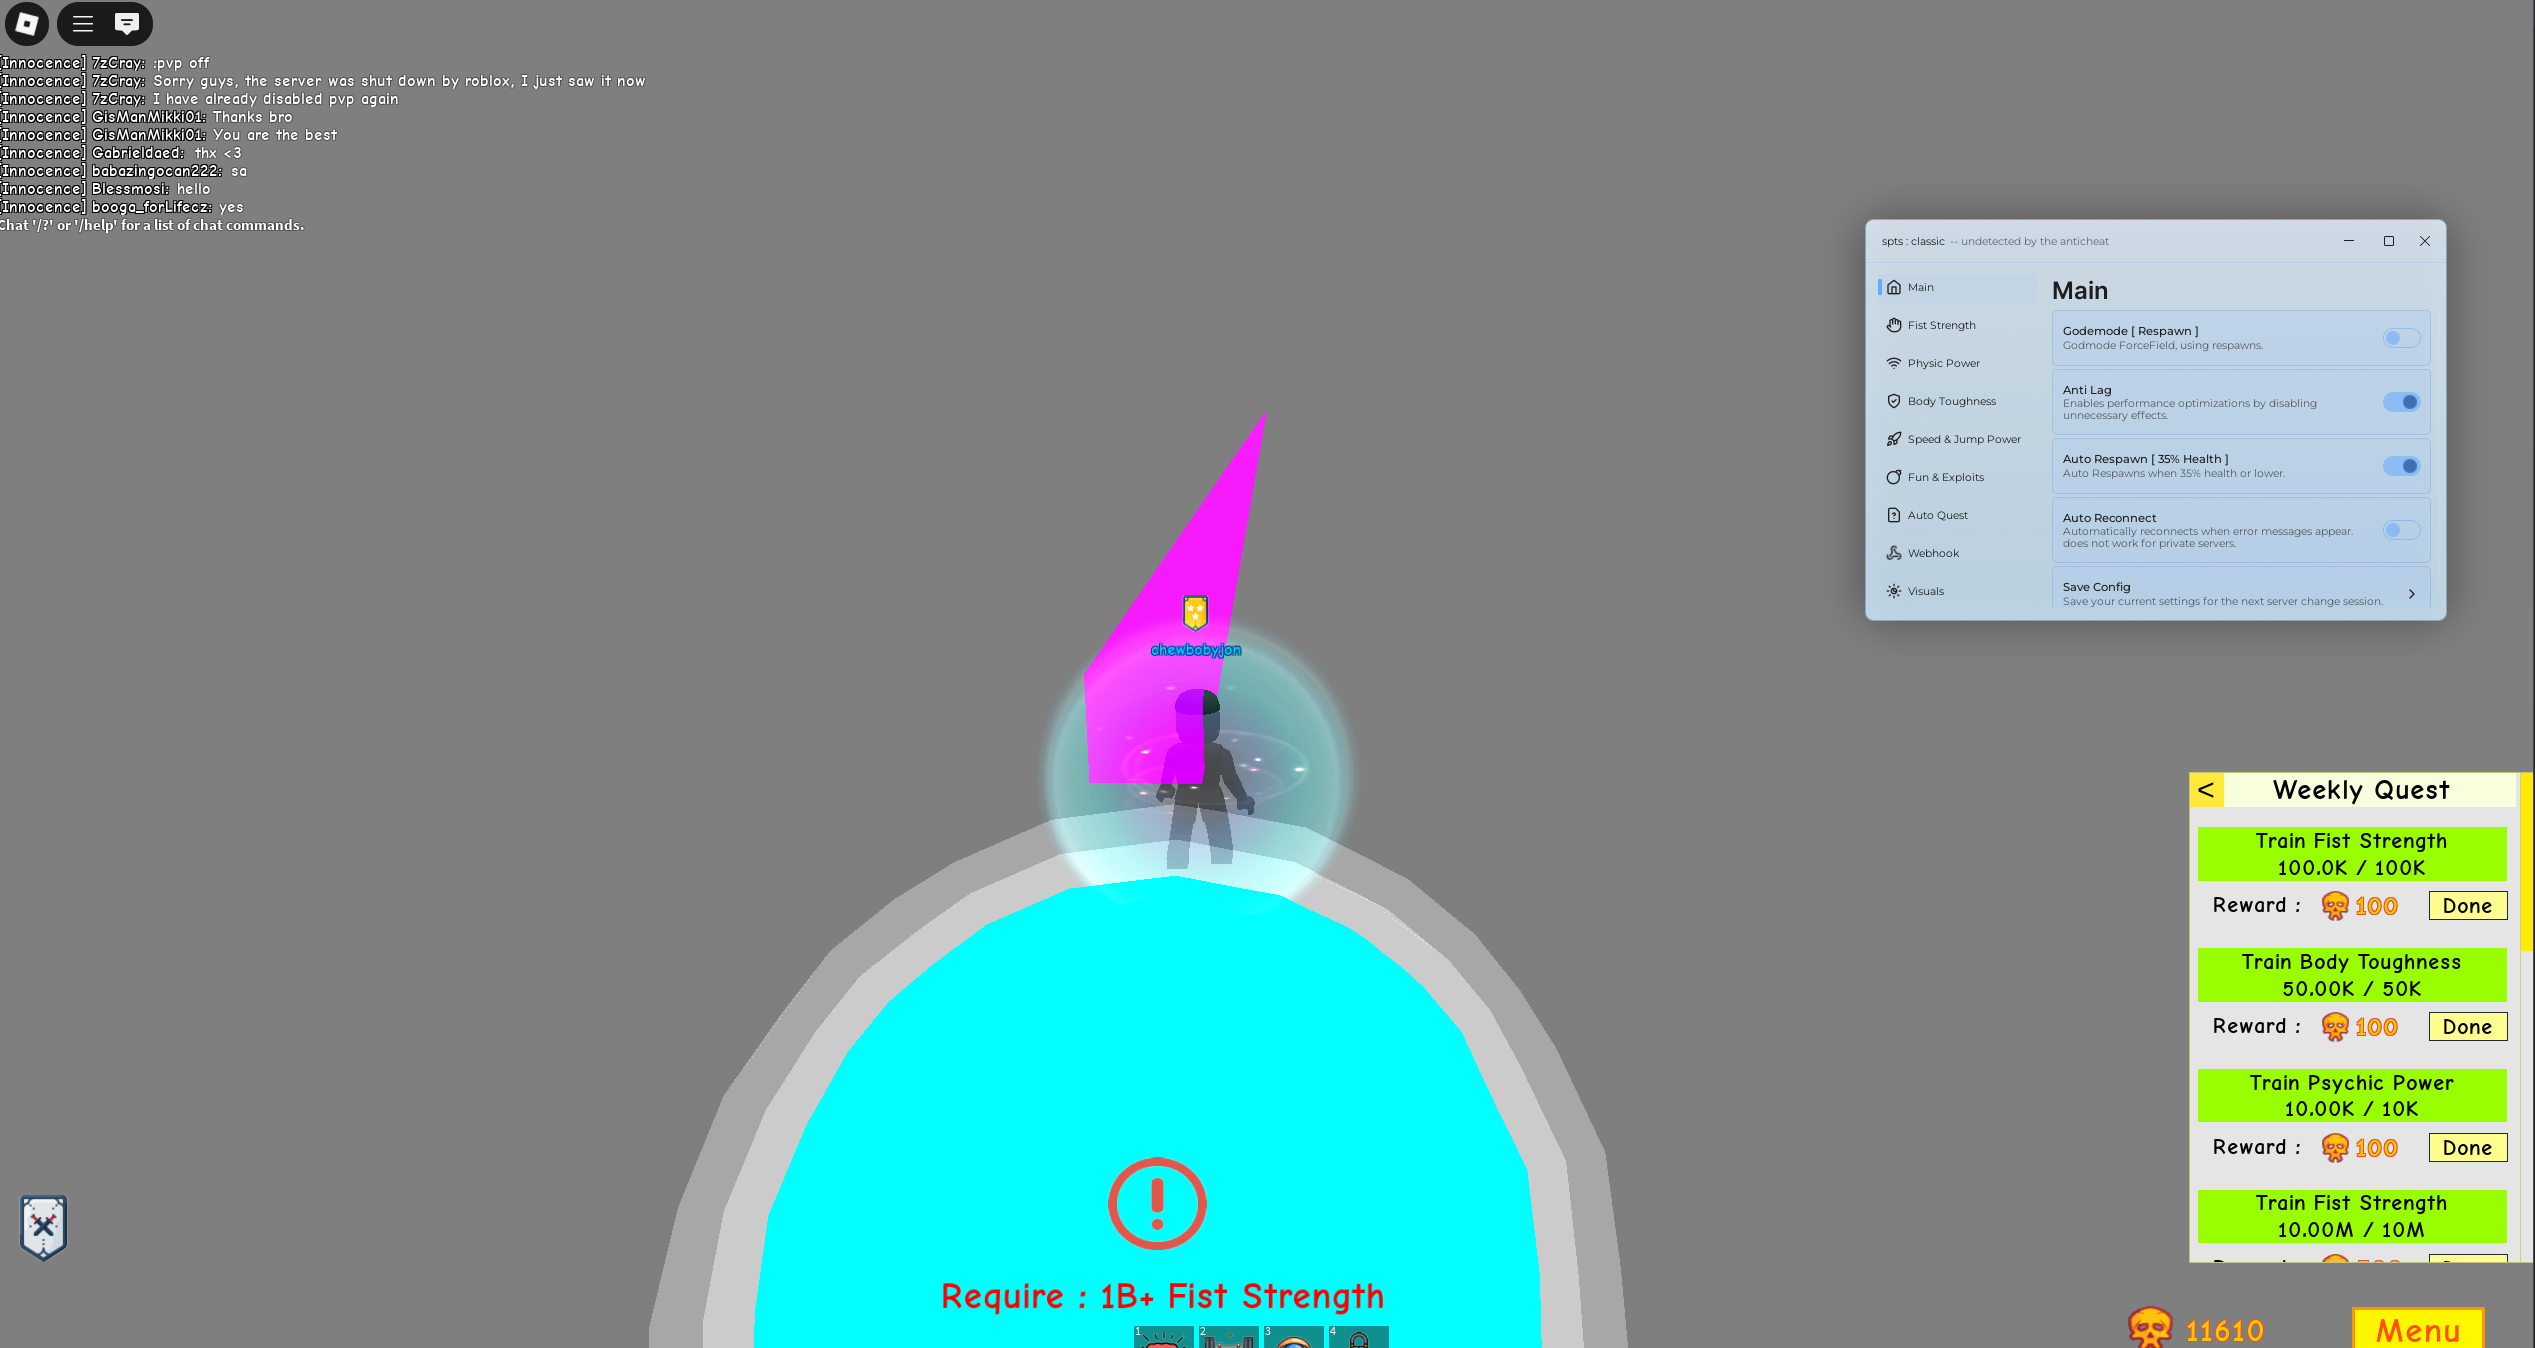 [Innocence] 7zCray: :pvp off
[Innocence] 7zCray: Sorry guys, the server was shut down by roblox, I just saw it now
[Innocence] 7zCray: I have already disabled pvp again
[Innocence] GisManMikki01: Thanks bro
[Innocence] GisManMikki01: You are the best
[Innocence] Gabrieldaed: thx <3
[Innocence] babazingocan222: sa
[Innocence] Blessmosi: hello
[Innocence] booga_forLifecz: yes
Chat '/?' or '/help' for a list of chat commands.
spts : classic -- undetected by the anticheat
Main
Fist Strength
Physic Power
Body Toughness
Speed & Jump Power
Fun & Exploits
Auto Quest
Webhook
Visuals
Main
Godemode [ Respawn ]
Godmode ForceField, using respawns.
Anti Lag
Enables performance optimizations by disabling
unnecessary effects.
Auto Respawn [ 35% Health ]
Auto Respawns when 35% health or lower.
Auto Reconnect
Automatically reconnects when error messages appear.
does not work for private servers.
Save Config
Save your current settings for the next server change session.
chewbobyjon
< Weekly Quest
Train Fist Strength
100.0K / 100K
Reward : 100 Done
Train Body Toughness
50.00K / 50K
Reward : 100 Done
Train Psychic Power
10.00K / 10K
Reward : 100 Done
Train Fist Strength
10.00M / 10M
Require : 1B+ Fist Strength
1 2 3 4
11610
Menu